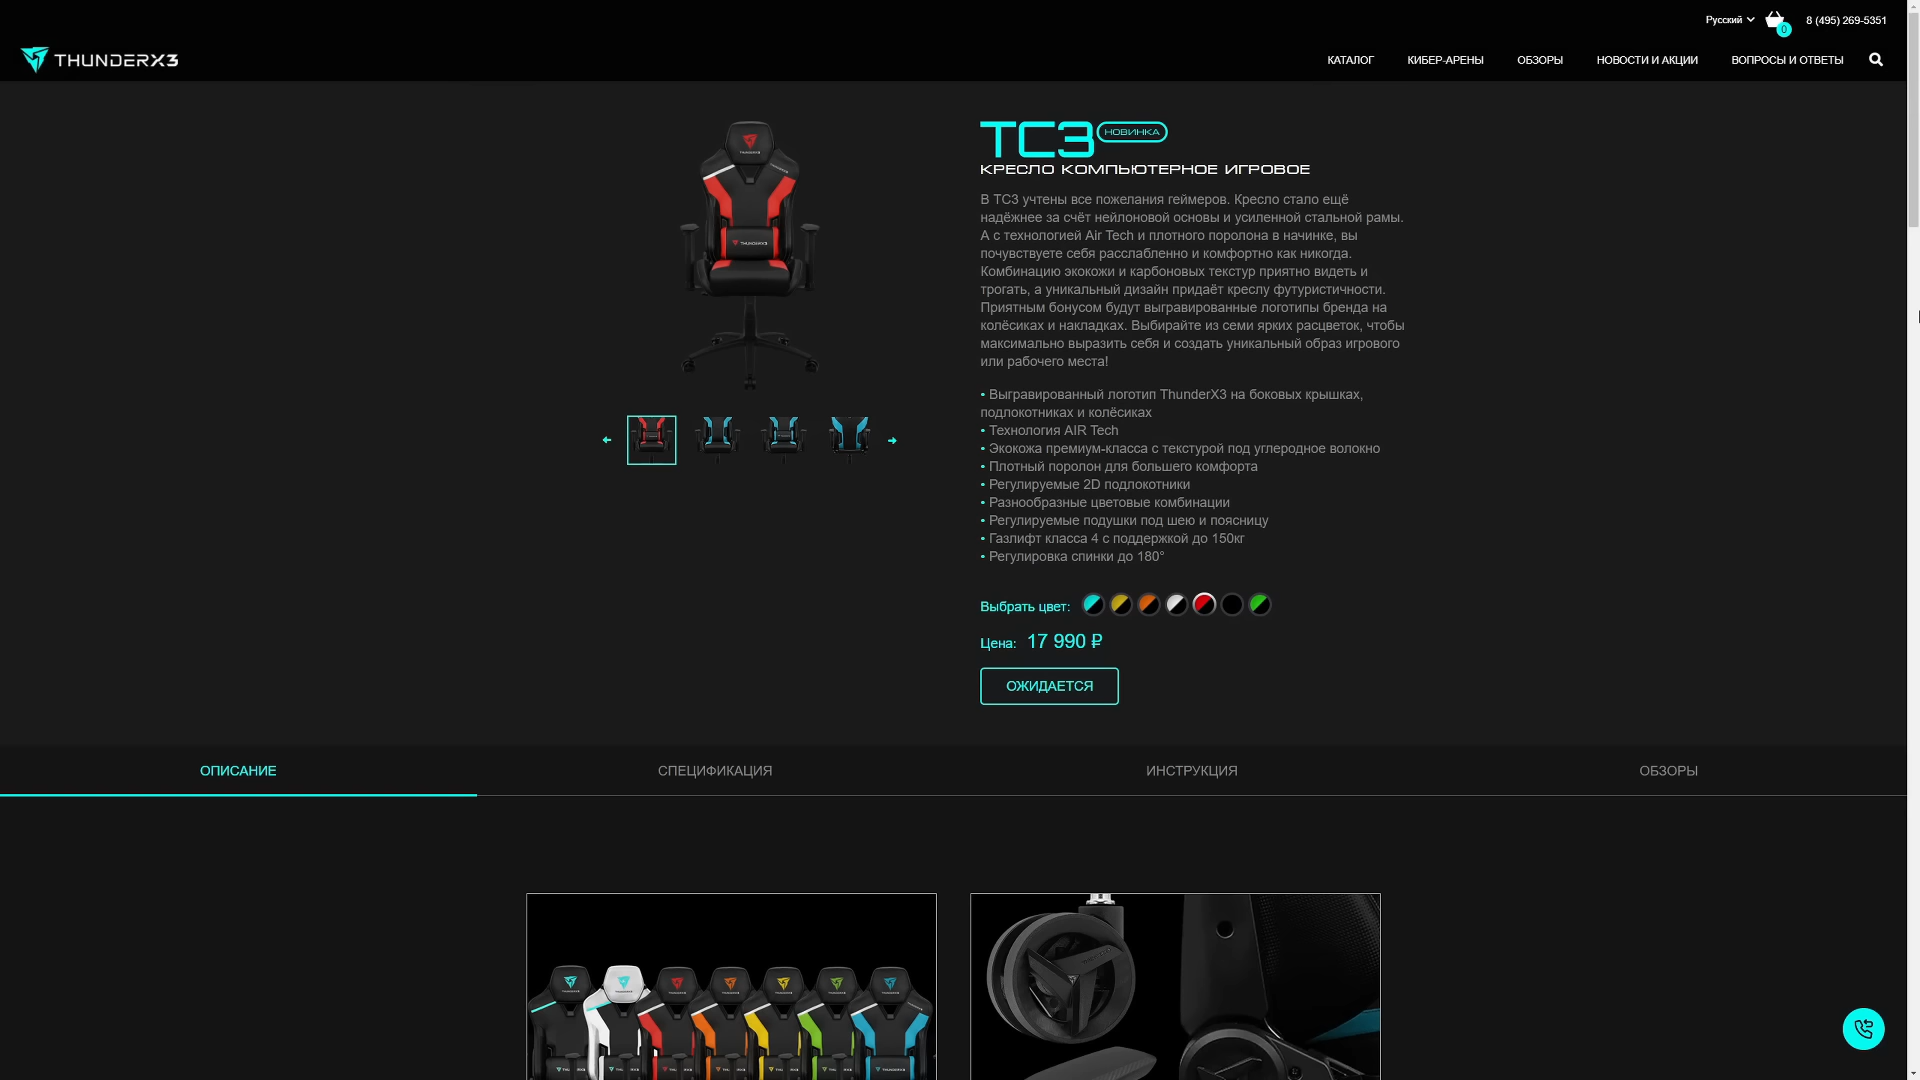 Русский
0
8 (495) 269-5351
THUNDERX3
КАТАЛОГ
КИБЕР-АРЕНЫ
ОБЗОРЫ
НОВОСТИ И АКЦИИ
ВОПРОСЫ И ОТВЕТЫ
TC3
НОВИНКА
КРЕСЛО КОМПЬЮТЕРНОЕ ИГРОВОЕ
В TC3 учтены все пожелания геймеров. Кресло стало ещё
надёжнее за счёт нейлоновой основы и усиленной стальной рамы.
А с технологией Air Tech и плотного поролона в начинке, вы
почувствуете себя расслабленно и комфортно как никогда.
Комбинацию экокожи и карбоновых текстур приятно видеть и
трогать, а уникальный дизайн придаёт креслу футуристичности.
Приятным бонусом будут выгравированные логотипы бренда на
колёсиках и накладках. Выбирайте из семи ярких расцветок, чтобы
максимально выразить себя и создать уникальный образ игрового
или рабочего места!
• Выгравированный логотип ThunderX3 на боковых крышках,
подлокотниках и колёсиках
• Технология AIR Tech
• Экокожа премиум-класса с текстурой под углеродное волокно
• Плотный поролон для большего комфорта
• Регулируемые 2D подлокотники
• Разнообразные цветовые комбинации
• Регулируемые подушки под шею и поясницу
• Газлифт класса 4 с поддержкой до 150кг
• Регулировка спинки до 180°
Выбрать цвет:
Цена: 17 990 ₽
ОЖИДАЕТСЯ
ОПИСАНИЕ
СПЕЦИФИКАЦИЯ
ИНСТРУКЦИЯ
ОБЗОРЫ